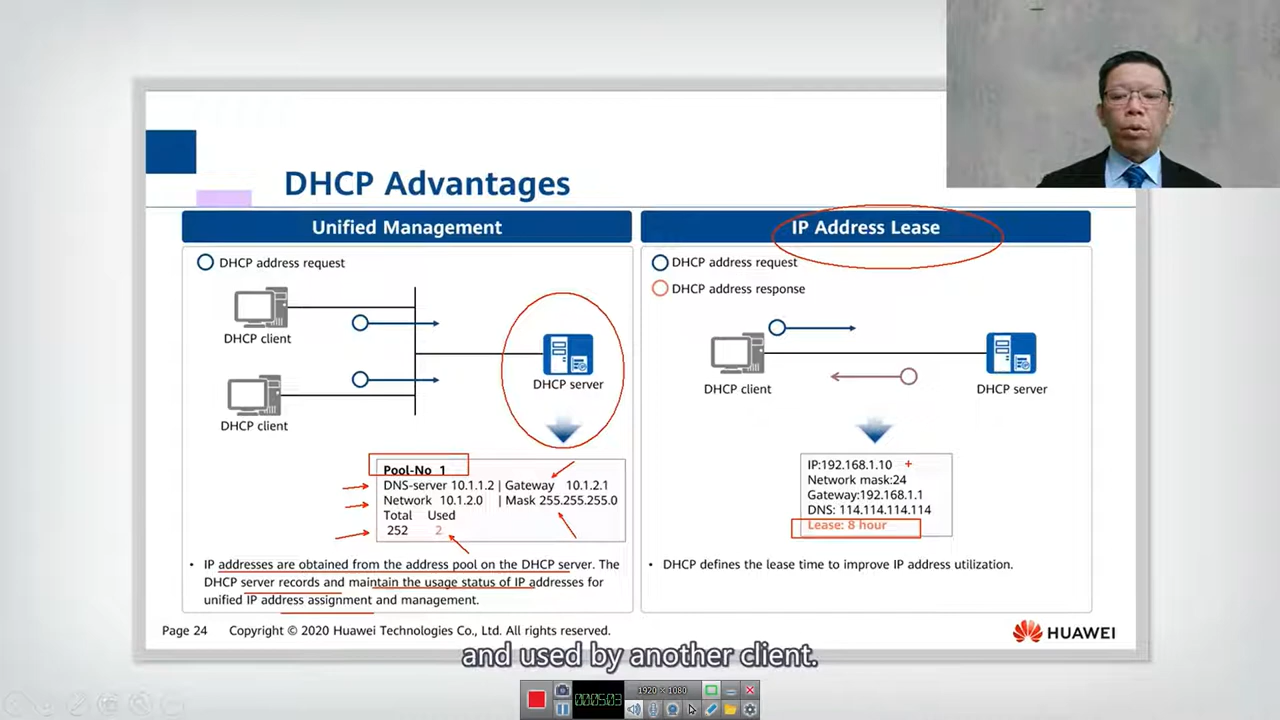 DHCP Advantages
Unified Management
DHCP address request
DHCP client
DHCP client
DHCP server
Pool-No 1
DNS-server 10.1.1.2 | Gateway 10.1.2.1
Network 10.1.2.0 | Mask 255.255.255.0
Total Used
252 2
• IP addresses are obtained from the address pool on the DHCP server. The
DHCP server records and maintain the usage status of IP addresses for
unified IP address assignment and management.
IP Address Lease
DHCP address request
DHCP address response
DHCP client
DHCP server
IP:192.168.1.10
Network mask:24
Gateway:192.168.1.1
DNS: 114.114.114.114
Lease: 8 hour
• DHCP defines the lease time to improve IP address utilization.
Page 24 Copyright © 2020 Huawei Technologies Co., Ltd. All rights reserved.
HUAWEI
and used by another client.
000503
1920 × 1080